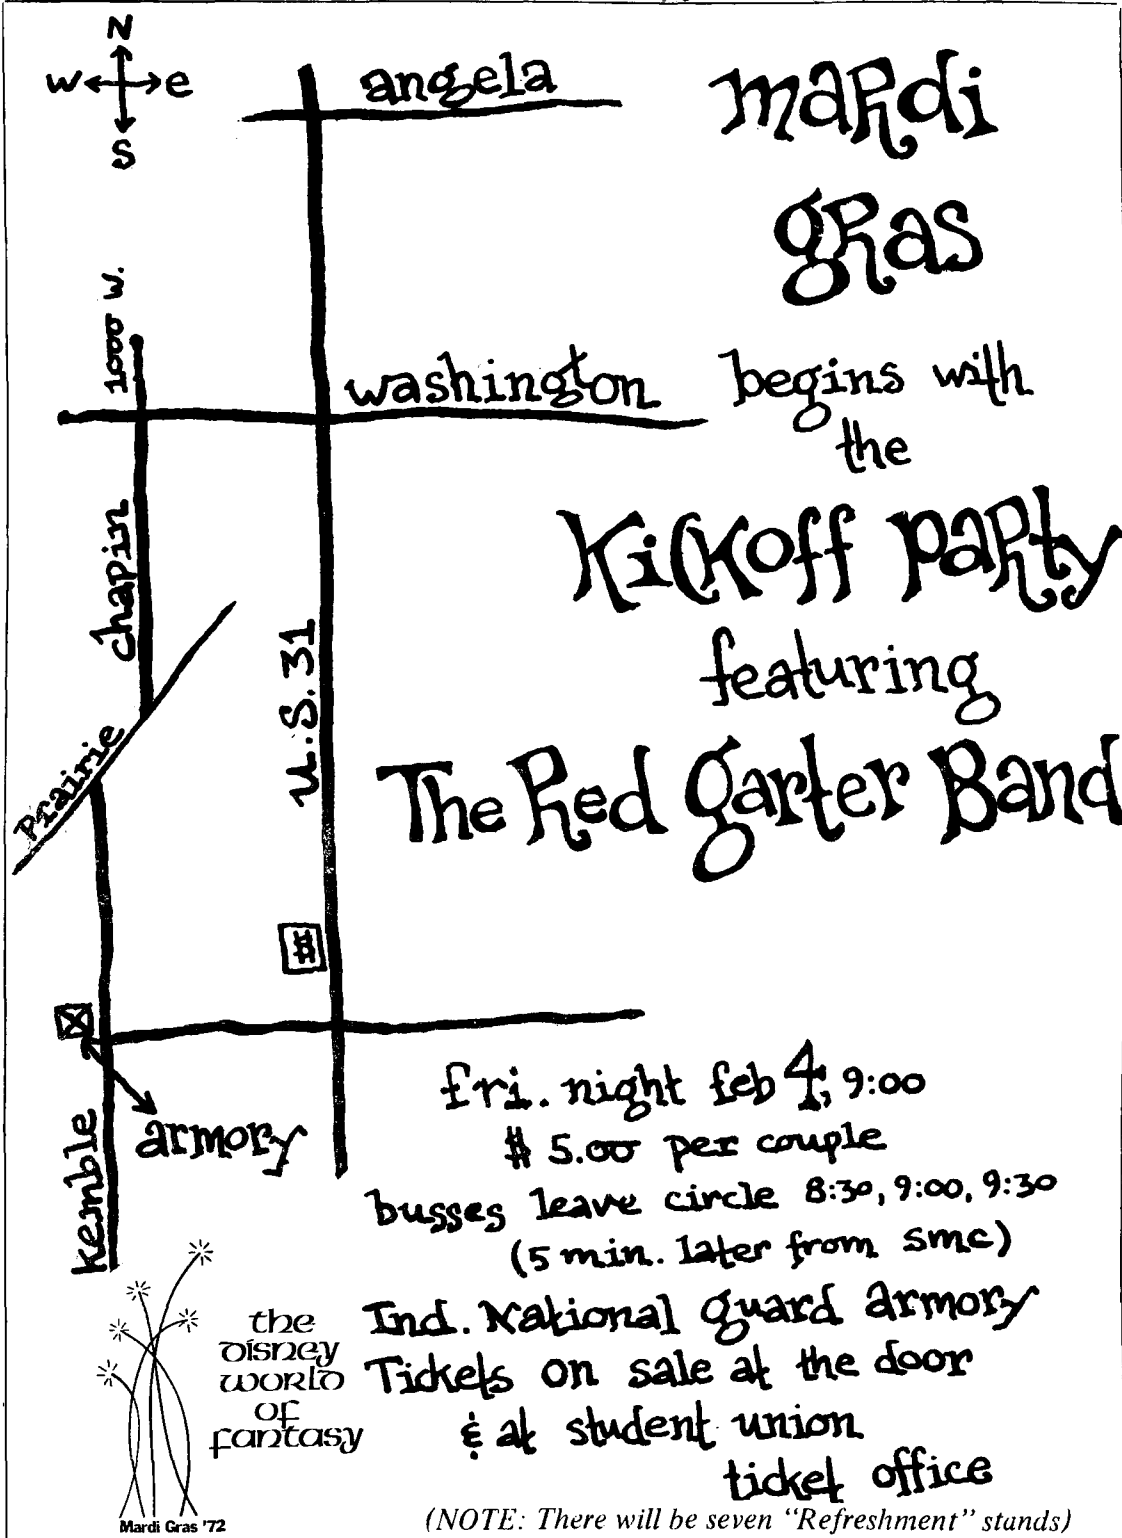 N
W E
S
angela
mardi
gras
1000 W.
washington
begins with
the
Kickoff Party
chapin
featuring
U.S. 31
Prairie
The Red Garter Band
#
X
fri. night feb 4, 9:00
$ 5.00 per couple
armory
kemble
busses leave circle 8:30, 9:00, 9:30
(5 min. later from smc)
Ind. National guard armory
Tickets on sale at the door
& at student union
ticket office
the
disney
world
of
fantasy
Mardi Gras '72
(NOTE: There will be seven "Refreshment" stands)